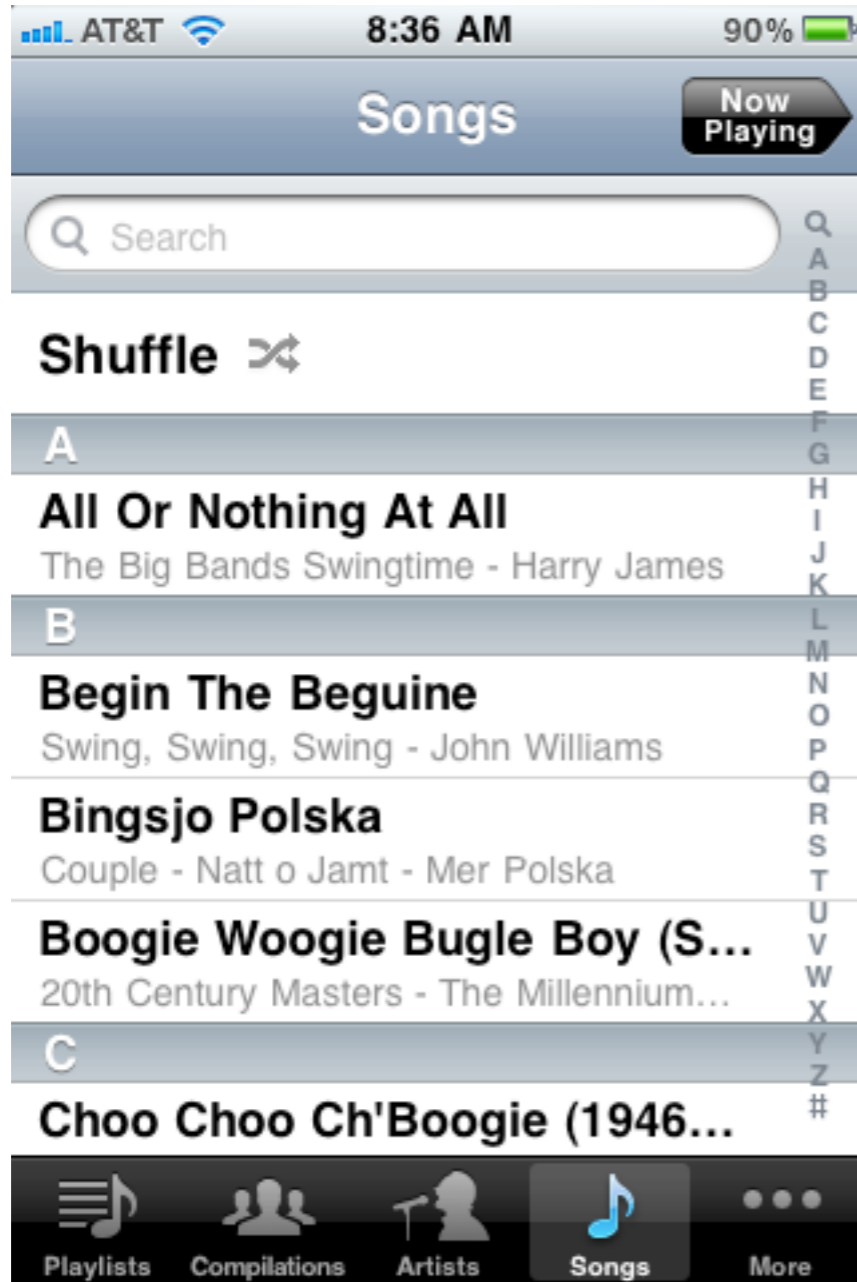 AT&T 8:36 AM 90%
Songs
Now
Playing
Search
Shuffle
A
All Or Nothing At All
The Big Bands Swingtime - Harry James
B
Begin The Beguine
Swing, Swing, Swing - John Williams
Bingsjo Polska
Couple - Natt o Jamt - Mer Polska
Boogie Woogie Bugle Boy (S...
20th Century Masters - The Millennium...
C
Choo Choo Ch'Boogie (1946...
A
B
C
D
E
F
G
H
I
J
K
L
M
N
O
P
Q
R
S
T
U
V
W
X
Y
Z
#
Playlists Compilations Artists Songs More